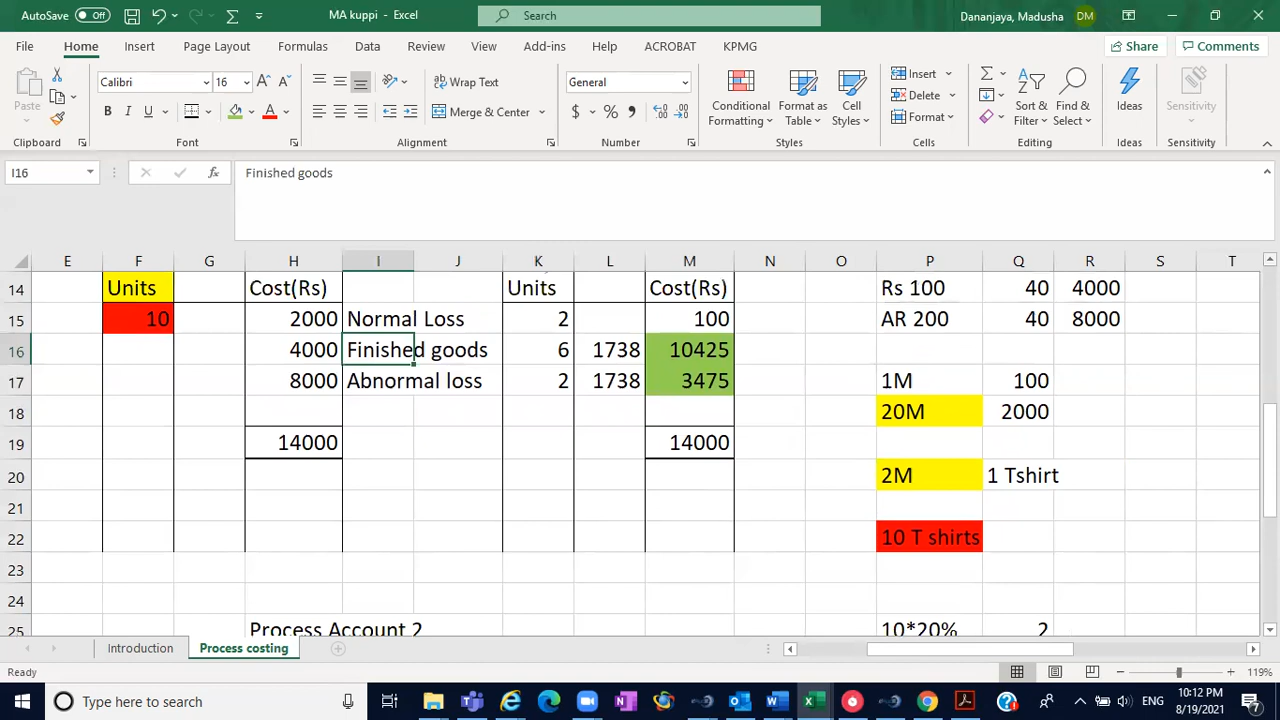 AutoSave Off MA kuppi - Excel Search Dananjaya, Madusha DM
File Home Insert Page Layout Formulas Data Review View Add-ins Help ACROBAT KPMG Share Comments
Paste Calibri 16 A A Wrap Text General Conditional Formatting Format as Table Cell Styles Insert Sort & Filter Find & Select Ideas Sensitivity
B I U A Merge & Center $ % Delete
Format
Clipboard Font Alignment Number Styles Cells Editing Ideas Sensitivity
I16 fx Finished goods
E F G H I J K L M N O P Q R S T
14 Units Cost(Rs) Units Cost(Rs) Rs 100 40 4000
15 10 2000 Normal Loss 2 100 AR 200 40 8000
16 4000 Finished goods 6 1738 10425
17 8000 Abnormal loss 2 1738 3475 1M 100
18 20M 2000
19 14000 14000
20 2M 1 Tshirt
21
22 10 T shirts
23
24
25 Process Account 2 10*20% 2
Introduction Process costing
Ready 119%
Type here to search ENG 10:12 PM
8/19/2021